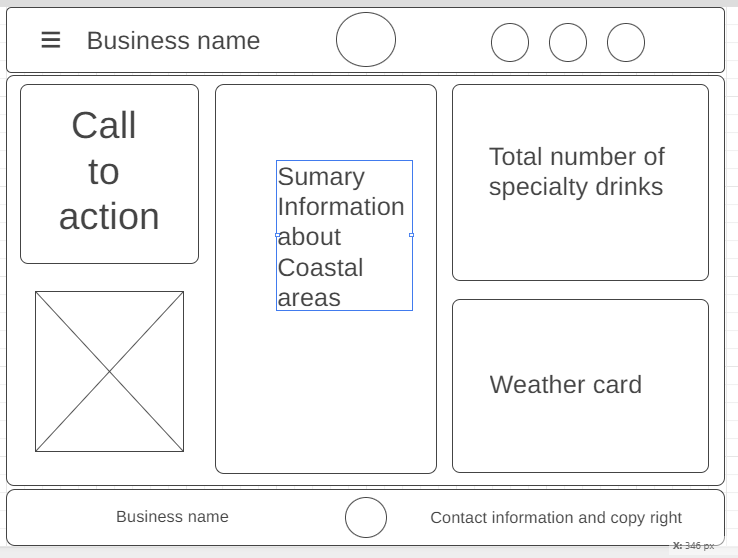 Business name
Call
to
action
Sumary
Information
about
Coastal
areas
Total number of
specialty drinks
Weather card
Business name
Contact information and copy right
X: 346 px